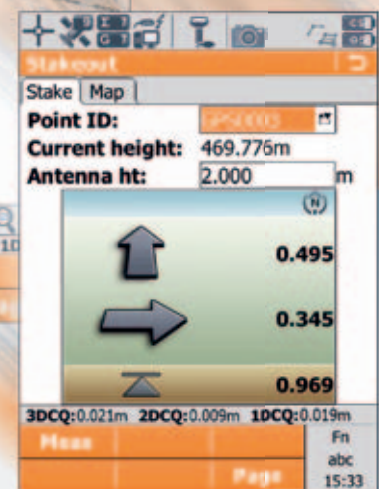 Stakeout
Stake Map
Point ID: GPS0003
Current height: 469.776m
Antenna ht: 2.000 m
N
0.495
0.345
0.969
3DCQ:0.021m 2DCQ:0.009m 1DCQ:0.019m
Meas Fn
abc
Page 15:33